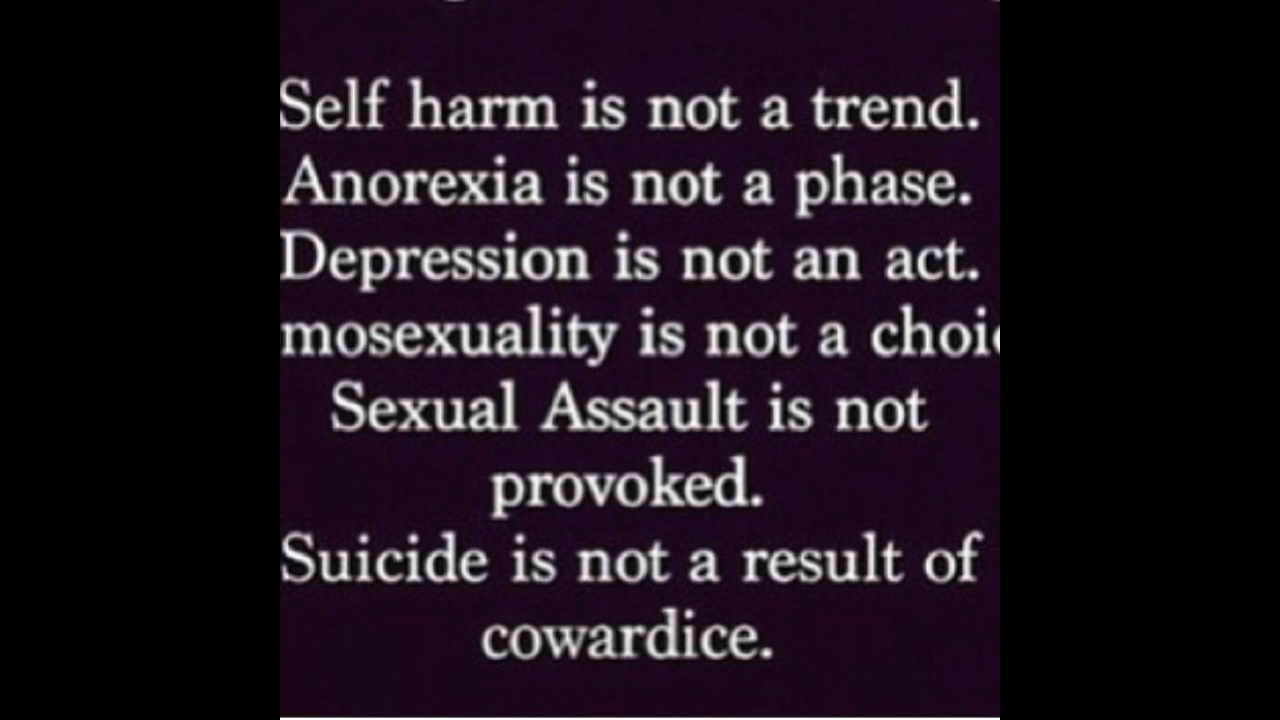 Self harm is not a trend.
Anorexia is not a phase.
Depression is not an act.
mosexuality is not a choic
Sexual Assault is not
provoked.
Suicide is not a result of
cowardice.